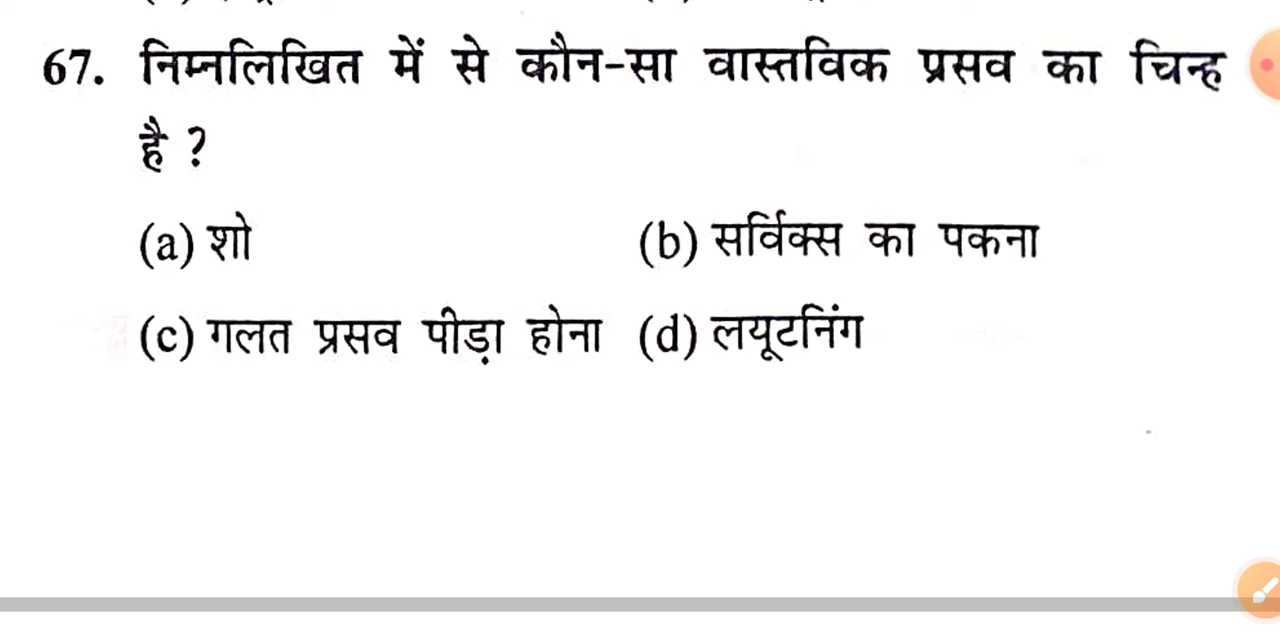 67. निम्नलिखित में से कौन-सा वास्तविक प्रसव का चिन्ह
है ?
(a) शो (b) सर्विक्स का पकना
(c) गलत प्रसव पीड़ा होना (d) लयूटनिंग